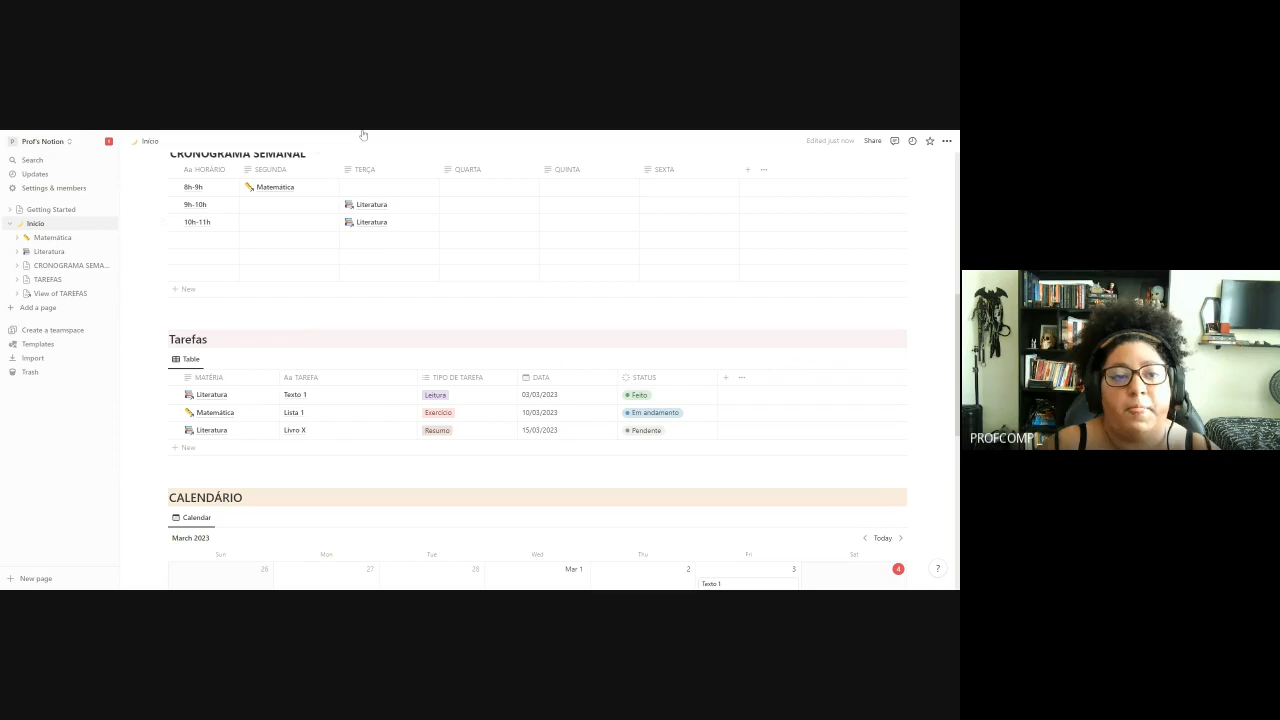 P Prof's Notion
Início
Edited just now Share
Search
Updates
Settings & members
Getting Started
Início
Matemática
Literatura
CRONOGRAMA SEMA...
TAREFAS
View of TAREFAS
Add a page
Create a teamspace
Templates
Import
Trash
New page
CRONOGRAMA SEMANAL
Aa HORÁRIO SEGUNDA TERÇA QUARTA QUINTA SEXTA
8h-9h Matemática
9h-10h Literatura
10h-11h Literatura
+ New
Tarefas
Table
MATÉRIA Aa TAREFA TIPO DE TAREFA DATA STATUS
Literatura Texto 1 Leitura 03/03/2023 Feito
Matemática Lista 1 Exercício 10/03/2023 Em andamento
Literatura Livro X Resumo 15/03/2023 Pendente
+ New
CALENDÁRIO
Calendar
March 2023 Today
Sun Mon Tue Wed Thu Fri Sat
26 27 28 Mar 1 2 3 4
Texto 1
?
PROFCOMP_